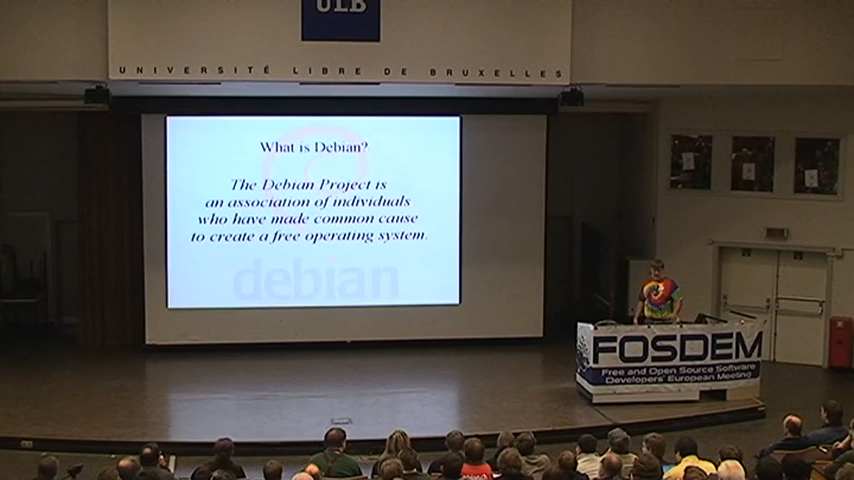 ULB
UNIVERSITÉ LIBRE DE BRUXELLES
What is Debian?
The Debian Project is
an association of individuals
who have made common cause
to create a free operating system.
debian
FOSDEM
Free and Open Source Software
Developers' European Meeting